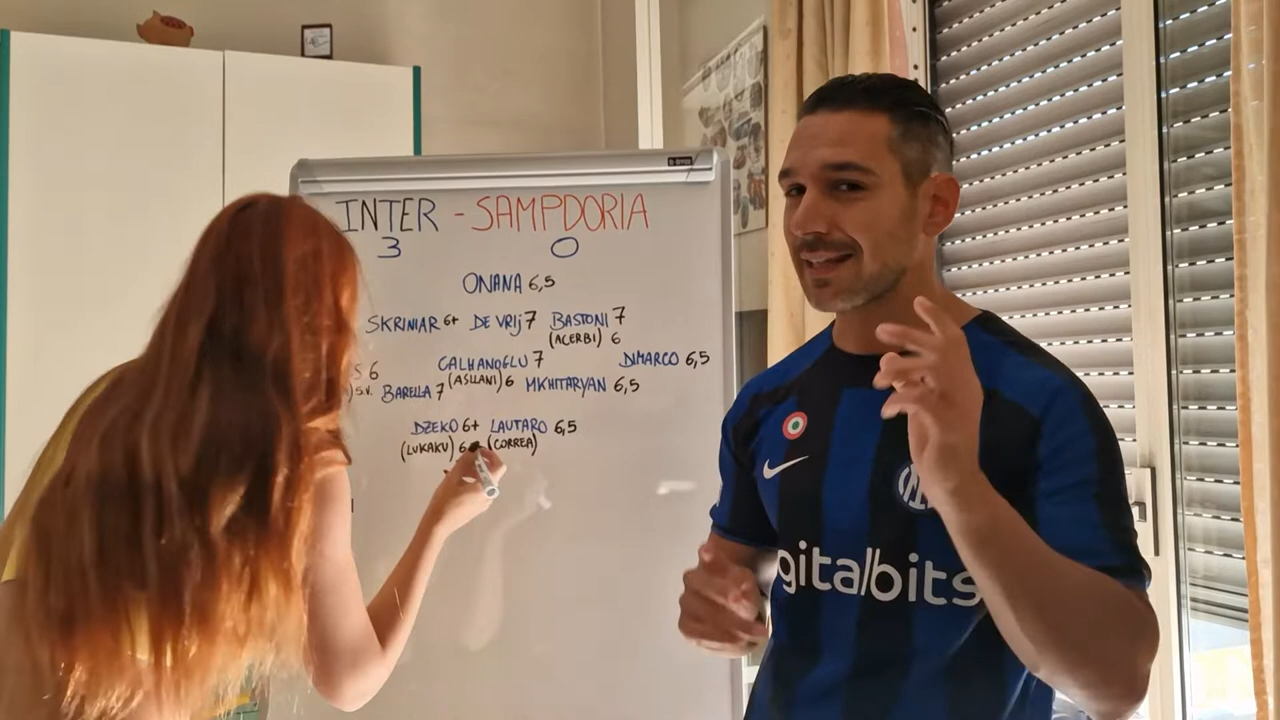 INTER - SAMPDORIA
3 0
ONANA 6,5
SKRINIAR 6+ DE VRIJ 7 BASTONI 7
(ACERBI) 6
S 6 CALHANOGLU 7 DIMARCO 6,5
) S.V. BARELLA 7 (ASLLANI) 6 MKHITARYAN 6,5
DZEKO 6+ LAUTARO 6,5
(LUKAKU) 6 (CORREA)
gitalbits